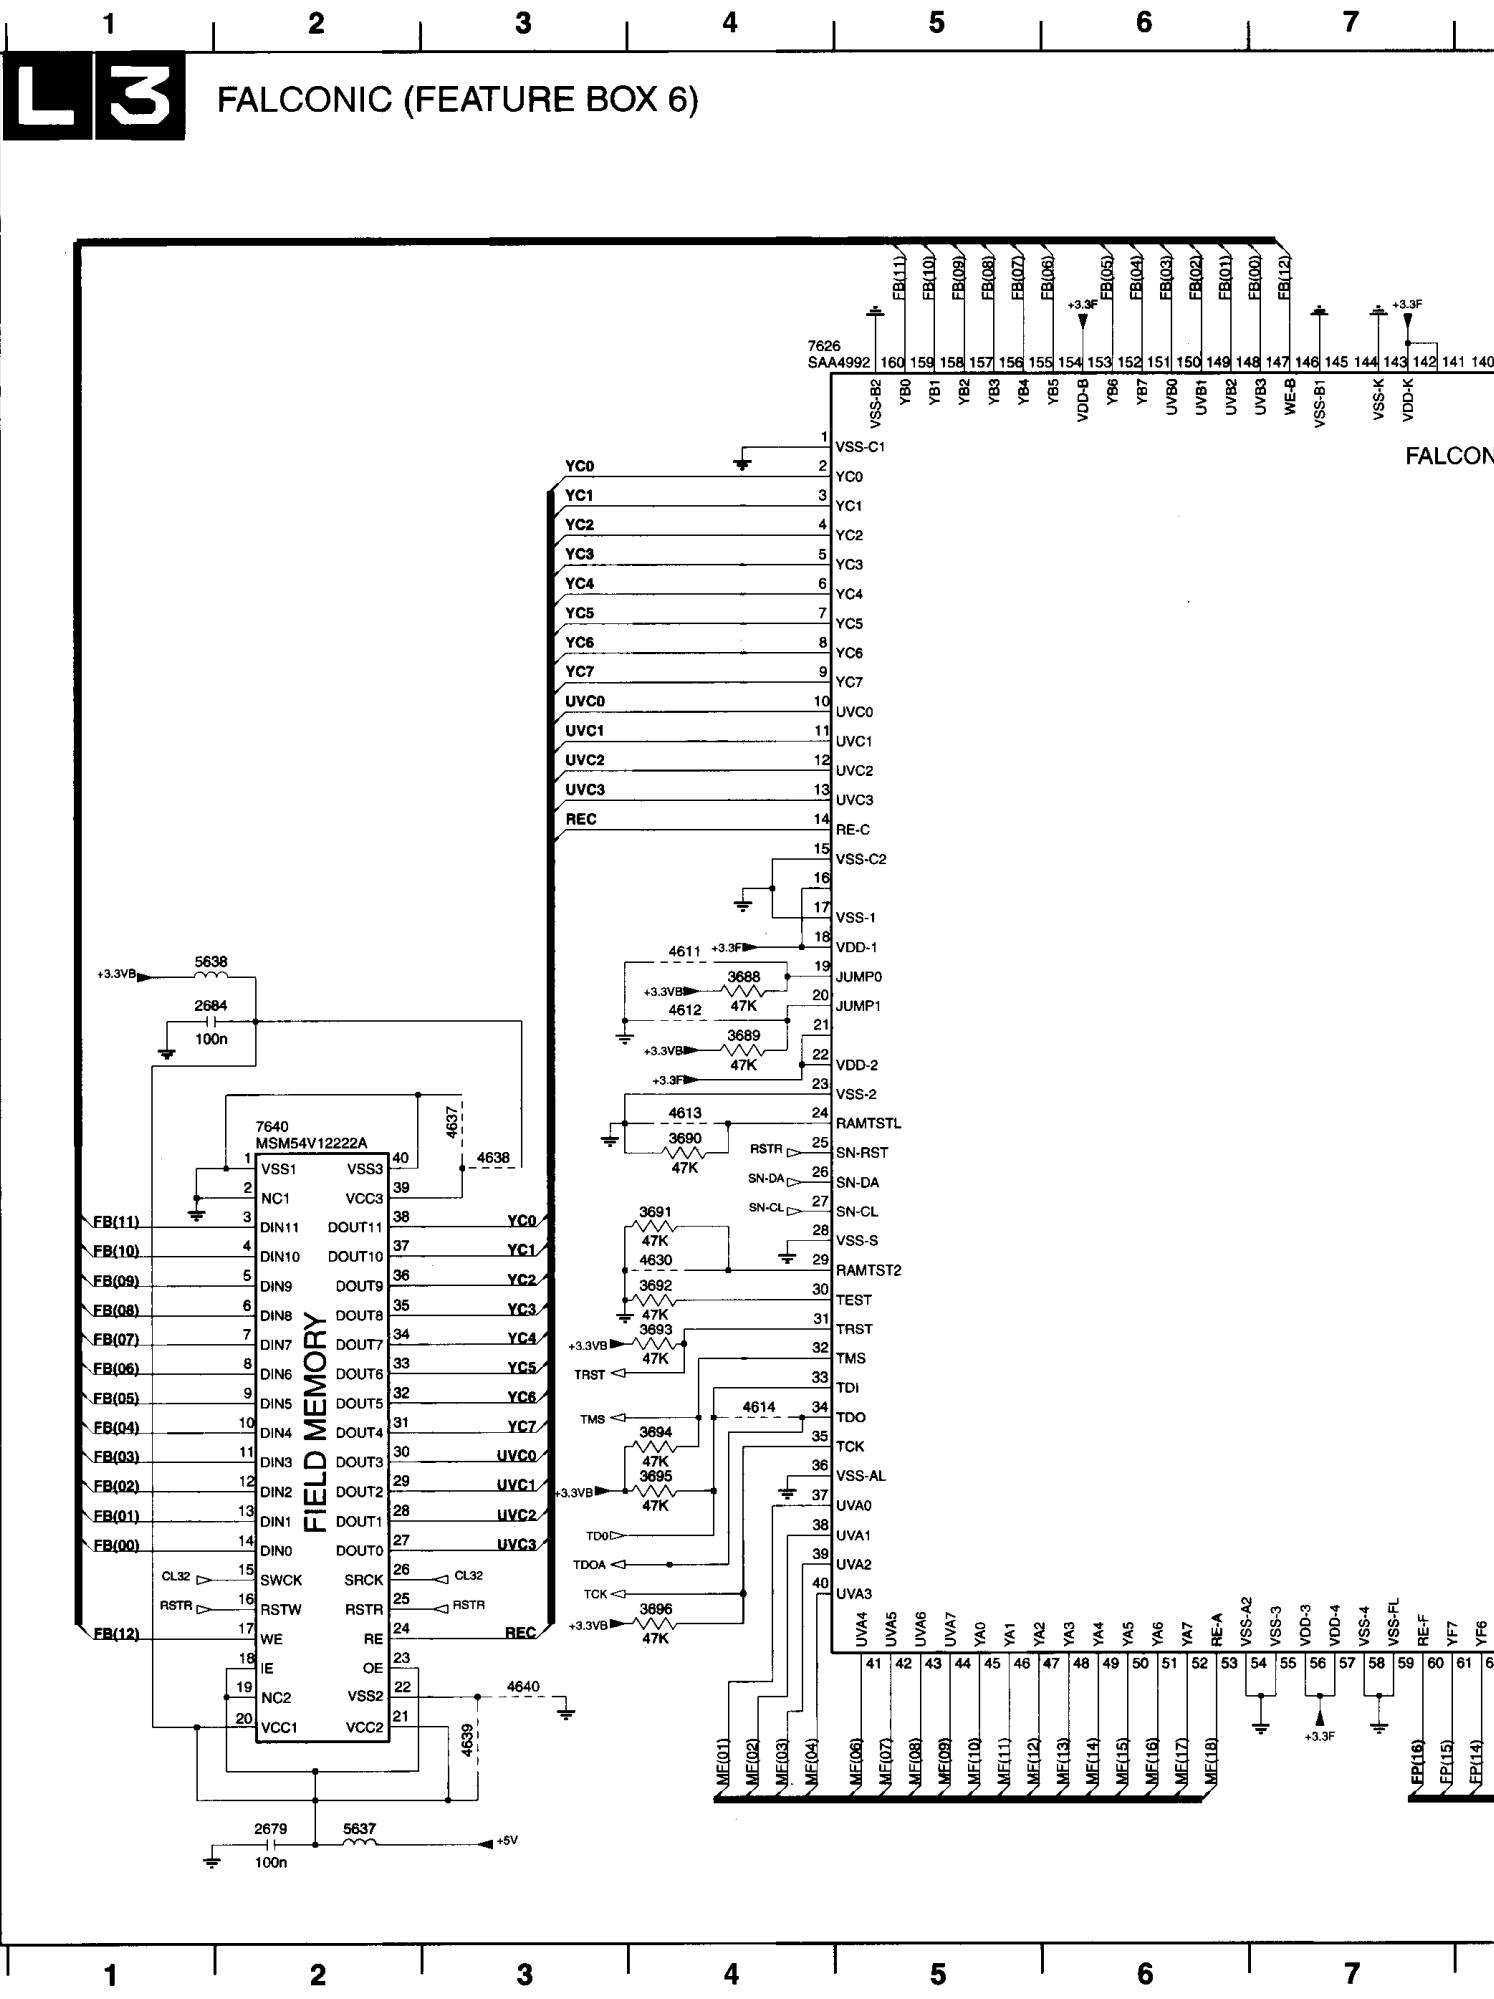 1 2 3 4 5 6 7
L 3 FALCONIC (FEATURE BOX 6)
FB(11) FB(10) FB(09) FB(08) FB(07) FB(06) FB(05) FB(04) FB(03) FB(02) FB(01) FB(00) FB(12)
+3.3F +3.3F
7626
SAA4992 160 159 158 157 156 155 154 153 152 151 150 149 148 147 146 145 144 143 142 141 140
VSS-B2 YB0 YB1 YB2 YB3 YB4 YB5 VDD-B YB6 YB7 UVB0 UVB1 UVB2 UVB3 WE-B VSS-B1 VSS-K VDD-K
FALCON
1 VSS-C1
YC0 2 YC0
YC1 3 YC1
YC2 4 YC2
YC3 5 YC3
YC4 6 YC4
YC5 7 YC5
YC6 8 YC6
YC7 9 YC7
UVC0 10 UVC0
UVC1 11 UVC1
UVC2 12 UVC2
UVC3 13 UVC3
REC 14 RE-C
15 VSS-C2
16
17 VSS-1
4611 +3.3F 18 VDD-1
19 JUMP0
3688
+3.3VB 47K
20 JUMP1
4612
21
3689
+3.3VB 47K
22 VDD-2
+3.3F
23 VSS-2
4613 24 RAMTSTL
3690
47K
RSTR 25 SN-RST
SN-DA 26 SN-DA
SN-CL 27 SN-CL
3691
47K
28 VSS-S
4630 29 RAMTST2
3692 30 TEST
47K
31 TRST
+3.3VB 3693
47K
32 TMS
TRST
33 TDI
TMS 4614 34 TDO
3694
47K
35 TCK
3695 36 VSS-AL
+3.3VB 47K
37 UVA0
TD0 38 UVA1
TDOA 39 UVA2
TCK 40 UVA3
+3.3VB 3696
47K
5638
+3.3VB
2684
100n
4637
4638
7640
MSM54V12222A
FIELD MEMORY
1 VSS1 VSS3 40
2 NC1 VCC3 39
FB(11) 3 DIN11 DOUT11 38 YC0
FB(10) 4 DIN10 DOUT10 37 YC1
FB(09) 5 DIN9 DOUT9 36 YC2
FB(08) 6 DIN8 DOUT8 35 YC3
FB(07) 7 DIN7 DOUT7 34 YC4
FB(06) 8 DIN6 DOUT6 33 YC5
FB(05) 9 DIN5 DOUT5 32 YC6
FB(04) 10 DIN4 DOUT4 31 YC7
FB(03) 11 DIN3 DOUT3 30 UVC0
FB(02) 12 DIN2 DOUT2 29 UVC1
FB(01) 13 DIN1 DOUT1 28 UVC2
FB(00) 14 DIN0 DOUT0 27 UVC3
CL32 15 SWCK SRCK 26 CL32
RSTR 16 RSTW RSTR 25 RSTR
FB(12) 17 WE RE 24 REC
18 IE OE 23
19 NC2 VSS2 22 4640
20 VCC1 VCC2 21
4639
2679 5637 +5V
100n
UVA4 UVA5 UVA6 UVA7 YA0 YA1 YA2 YA3 YA4 YA5 YA6 YA7 RE-A VSS-A2 VSS-3 VDD-3 VDD-4 VSS-4 VSS-FL RE-F YF7 YF6
41 42 43 44 45 46 47 48 49 50 51 52 53 54 55 56 57 58 59 60 61 6
+3.3F
MF(01) MF(02) MF(03) MF(04) MF(06) MF(07) MF(08) MF(09) MF(10) MF(11) MF(12) MF(13) MF(14) MF(15) MF(16) MF(17) MF(18) FP(16) FP(15) FP(14)
1 2 3 4 5 6 7